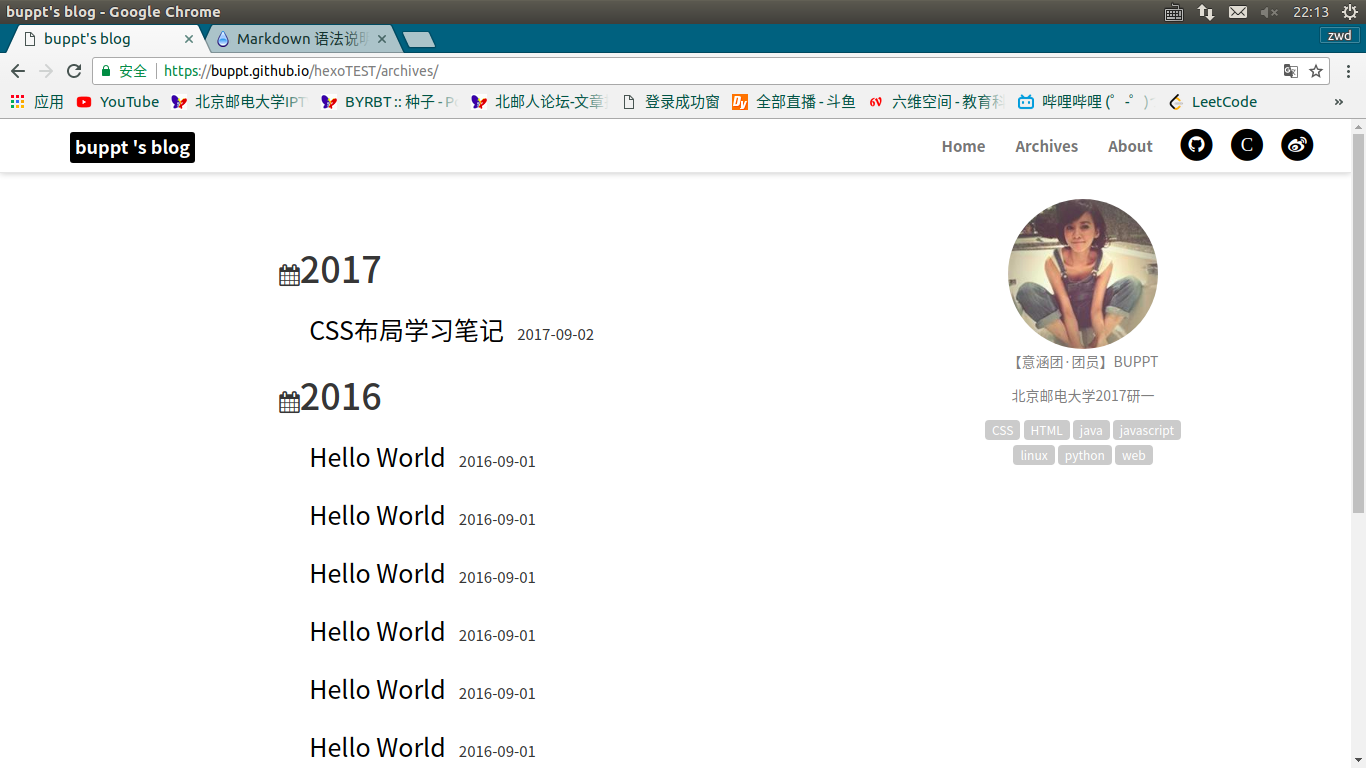 buppt's blog - Google Chrome
22:13
buppt's blog
Markdown 语法说明
zwd
安全 https://buppt.github.io/hexoTEST/archives/
应用 YouTube 北京邮电大学IPT BYRBT :: 种子 - Po 北邮人论坛-文章 登录成功窗 全部直播 - 斗鱼 六维空间 - 教育科 哔哩哔哩 (゜-゜) LeetCode »
buppt 's blog
Home Archives About C
2017
CSS布局学习笔记 2017-09-02
2016
Hello World 2016-09-01
Hello World 2016-09-01
Hello World 2016-09-01
Hello World 2016-09-01
Hello World 2016-09-01
Hello World 2016-09-01
【意涵团·团员】BUPPT
北京邮电大学2017研一
CSS HTML java javascript
linux python web